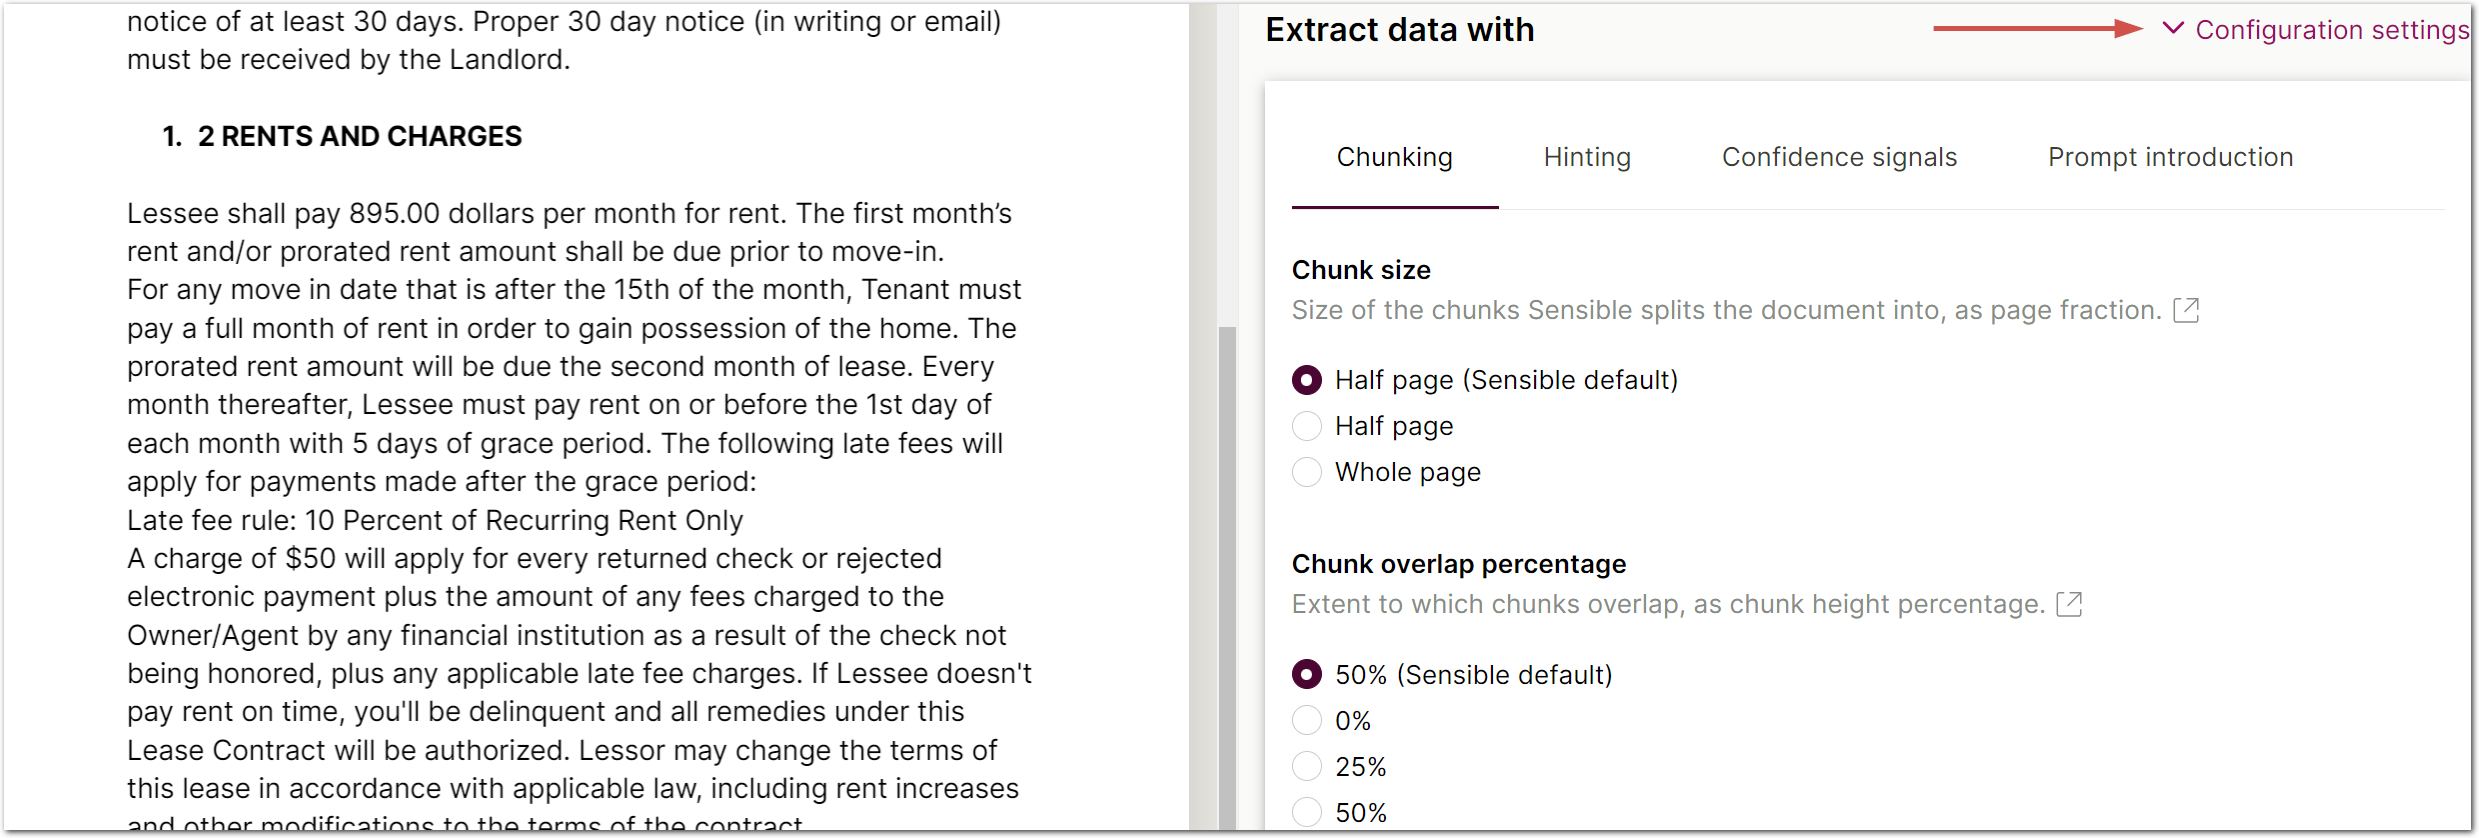 notice of at least 30 days. Proper 30 day notice (in writing or email)
must be received by the Landlord.
1. 2 RENTS AND CHARGES
Lessee shall pay 895.00 dollars per month for rent. The first month’s
rent and/or prorated rent amount shall be due prior to move-in.
For any move in date that is after the 15th of the month, Tenant must
pay a full month of rent in order to gain possession of the home. The
prorated rent amount will be due the second month of lease. Every
month thereafter, Lessee must pay rent on or before the 1st day of
each month with 5 days of grace period. The following late fees will
apply for payments made after the grace period:
Late fee rule: 10 Percent of Recurring Rent Only
A charge of $50 will apply for every returned check or rejected
electronic payment plus the amount of any fees charged to the
Owner/Agent by any financial institution as a result of the check not
being honored, plus any applicable late fee charges. If Lessee doesn't
pay rent on time, you'll be delinquent and all remedies under this
Lease Contract will be authorized. Lessor may change the terms of
this lease in accordance with applicable law, including rent increases
and other modifications to the terms of the contract
Extract data with
Configuration settings
Chunking
Hinting
Confidence signals
Prompt introduction
Chunk size
Size of the chunks Sensible splits the document into, as page fraction.
Half page (Sensible default)
Half page
Whole page
Chunk overlap percentage
Extent to which chunks overlap, as chunk height percentage.
50% (Sensible default)
0%
25%
50%